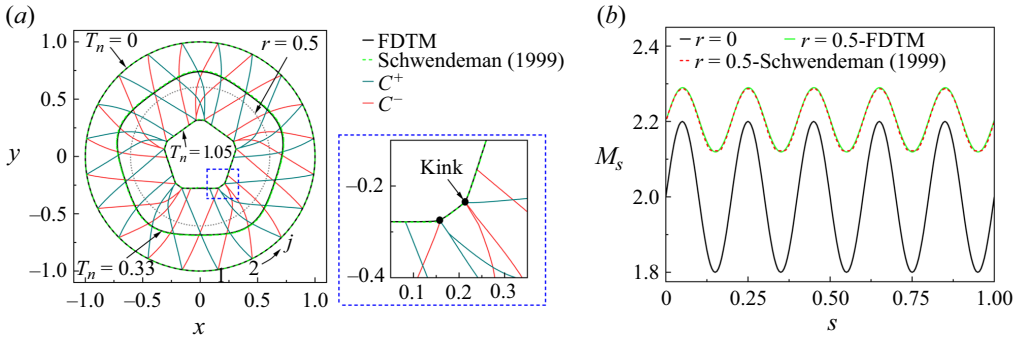 (a)
1.0
0.5
0
−0.5
−1.0
y
−1.0
−0.5
0
0.5
1.0
x
T_n = 0
r = 0.5
T_n = 1.05
T_n = 0.33
1
2
j
FDTM
Schwendeman (1999)
C^+
C^−
Kink
−0.2
−0.4
0.1
0.2
0.3
(b)
2.4
2.2
2.0
1.8
M_s
r = 0
r = 0.5-FDTM
r = 0.5-Schwendeman (1999)
0
0.25
0.50
0.75
1.00
s